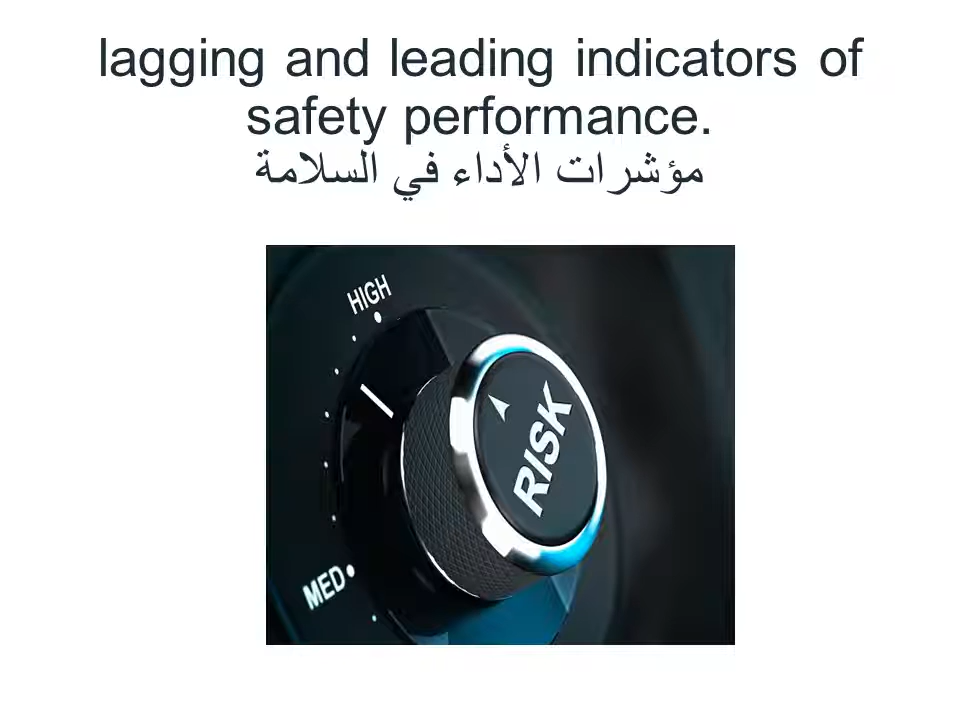 lagging and leading indicators of
safety performance.
مؤشرات الأداء في السلامة
HIGH
RISK
MED